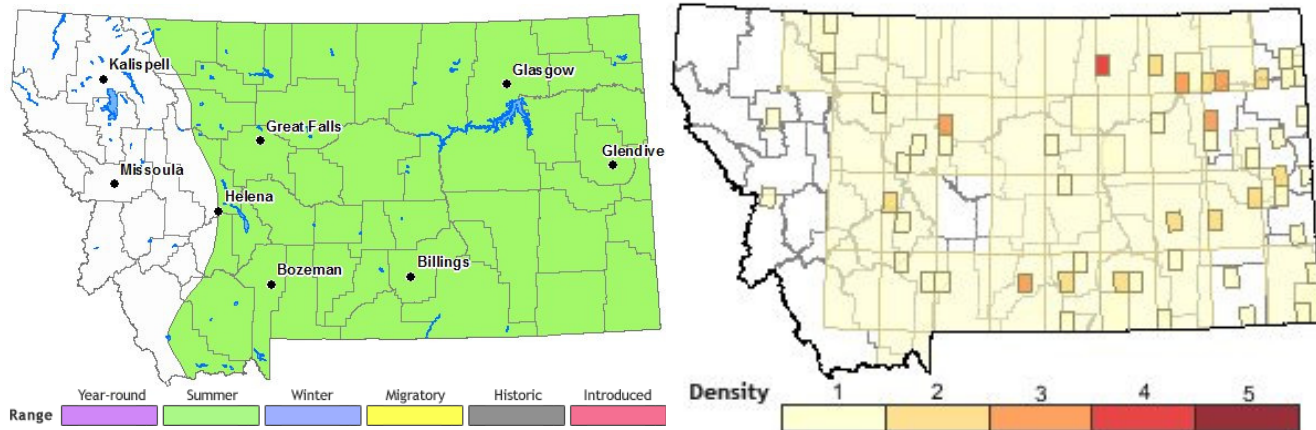 Kalispell
Glasgow
Great Falls
Glendive
Missoula
Helena
Bozeman
Billings
Range Year-round Summer Winter Migratory Historic Introduced
Density 1 2 3 4 5